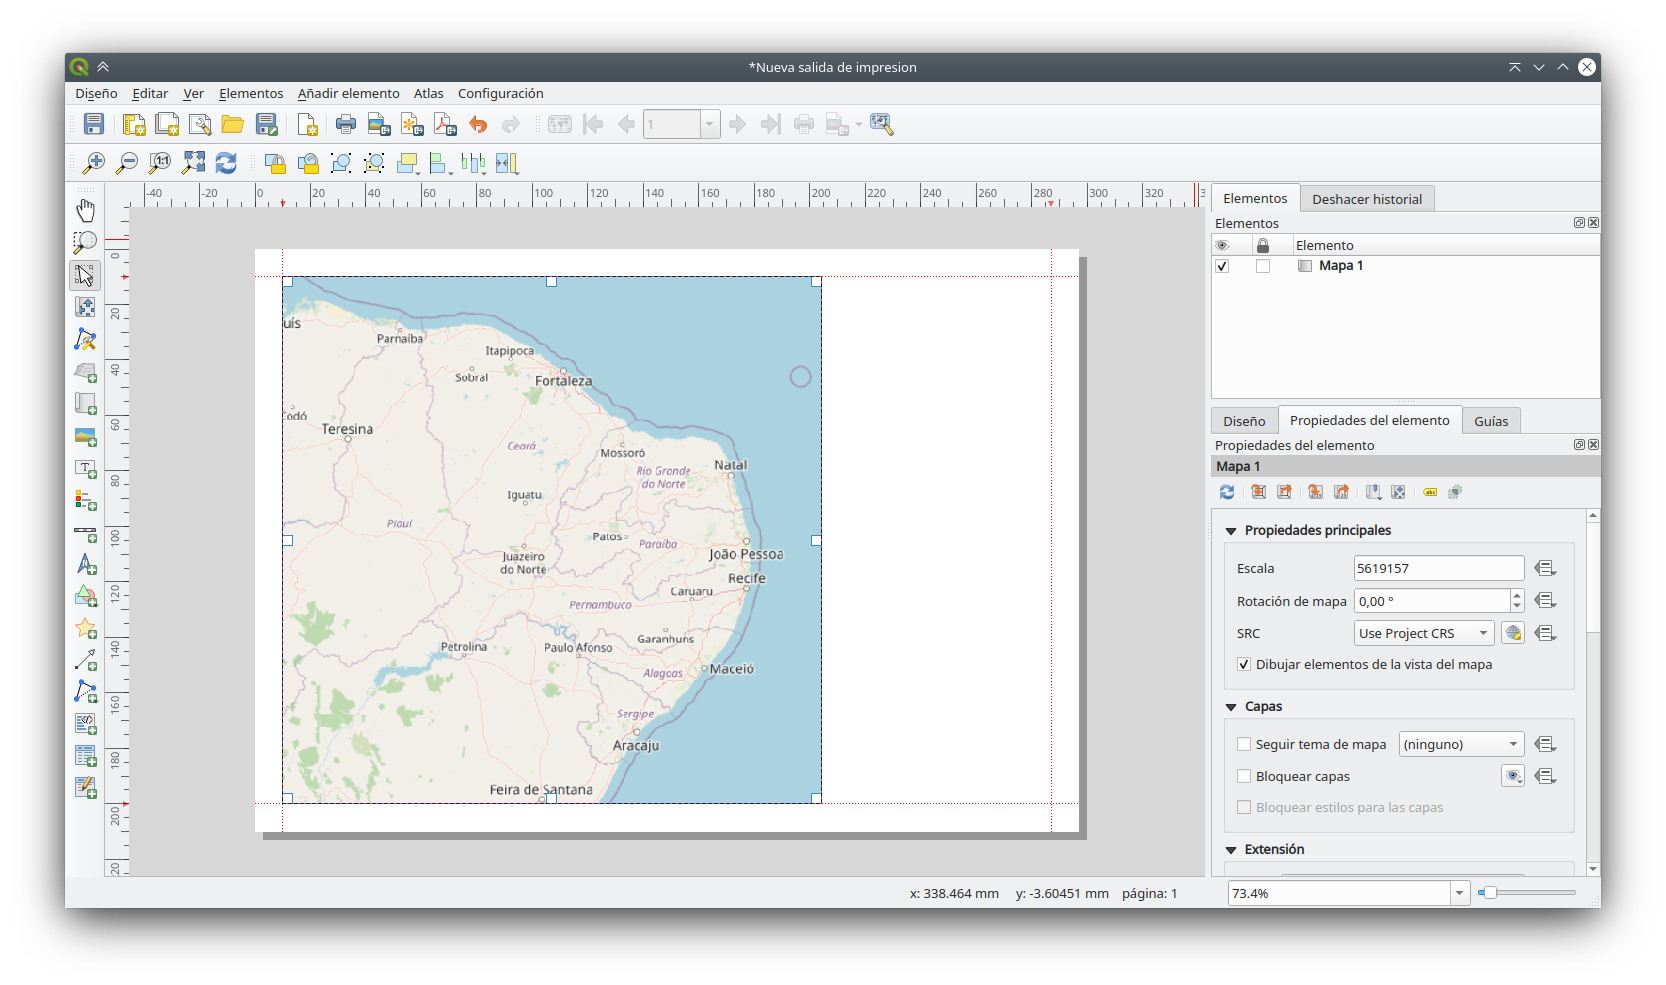 *Nueva salida de impresion
Diseño Editar Ver Elementos Añadir elemento Atlas Configuración
1
1:1
-40 -20 0 20 40 60 80 100 120 140 160 180 200 220 240 260 280 300 320 3
0
20
40
60
80
100
120
140
160
180
200
20
uís
Parnaíba
Itapipoca
Sobral
Fortaleza
odó
Teresina
Ceará
Mossoró
Natal
Rio Grande
do Norte
Iguatu
Piauí
Patos
Paraíba
Juazeiro
do Norte
João Pessoa
Recife
Caruaru
Pernambuco
Petrolina
Paulo Afonso
Garanhuns
Alagoas
Maceió
Sergipe
Aracaju
Feira de Santana
Elementos Deshacer historial
Elementos
Elemento
Mapa 1
Diseño Propiedades del elemento Guías
Propiedades del elemento
Mapa 1
abc
Propiedades principales
Escala 5619157
Rotación de mapa 0,00 °
SRC Use Project CRS
Dibujar elementos de la vista del mapa
Capas
Seguir tema de mapa (ninguno)
Bloquear capas
Bloquear estilos para las capas
Extensión
x: 338.464 mm y: -3.60451 mm página: 1 73.4%